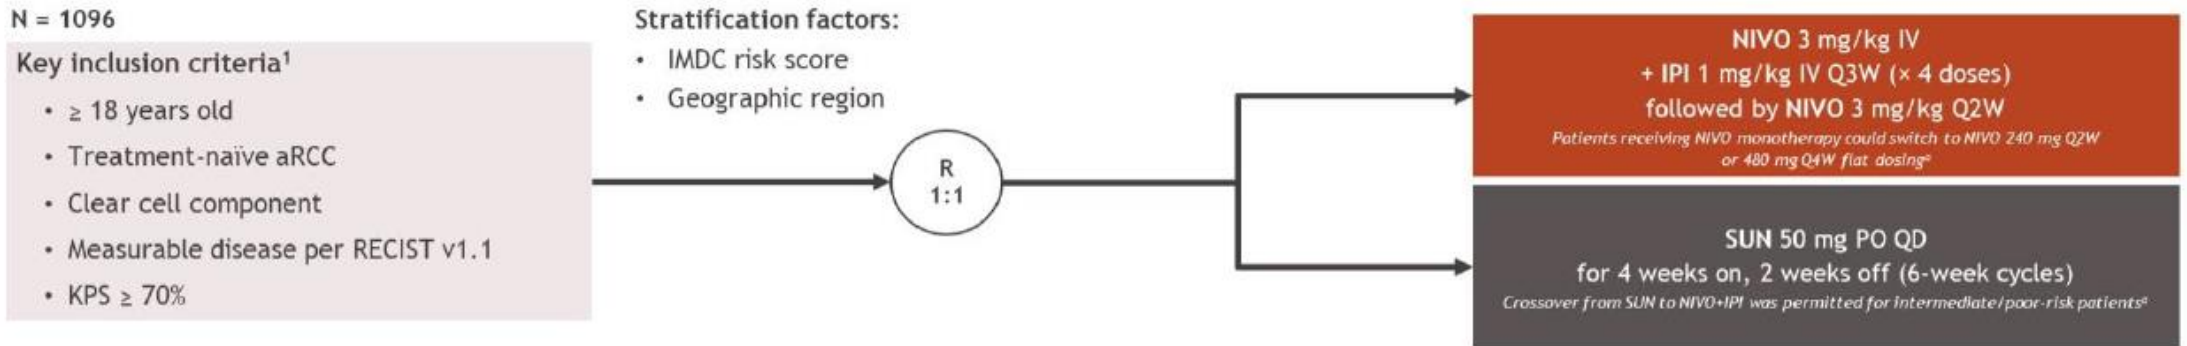 N = 1096
Key inclusion criteria¹
• ≥ 18 years old
• Treatment-naïve aRCC
• Clear cell component
• Measurable disease per RECIST v1.1
• KPS ≥ 70%
Stratification factors:
• IMDC risk score
• Geographic region
R
1:1
NIVO 3 mg/kg IV
+ IPI 1 mg/kg IV Q3W (× 4 doses)
followed by NIVO 3 mg/kg Q2W
Patients receiving NIVO monotherapy could switch to NIVO 240 mg Q2W
or 480 mg Q4W flat dosingᵃ
SUN 50 mg PO QD
for 4 weeks on, 2 weeks off (6-week cycles)
Crossover from SUN to NIVO+IPI was permitted for intermediate/poor-risk patientsᵃ